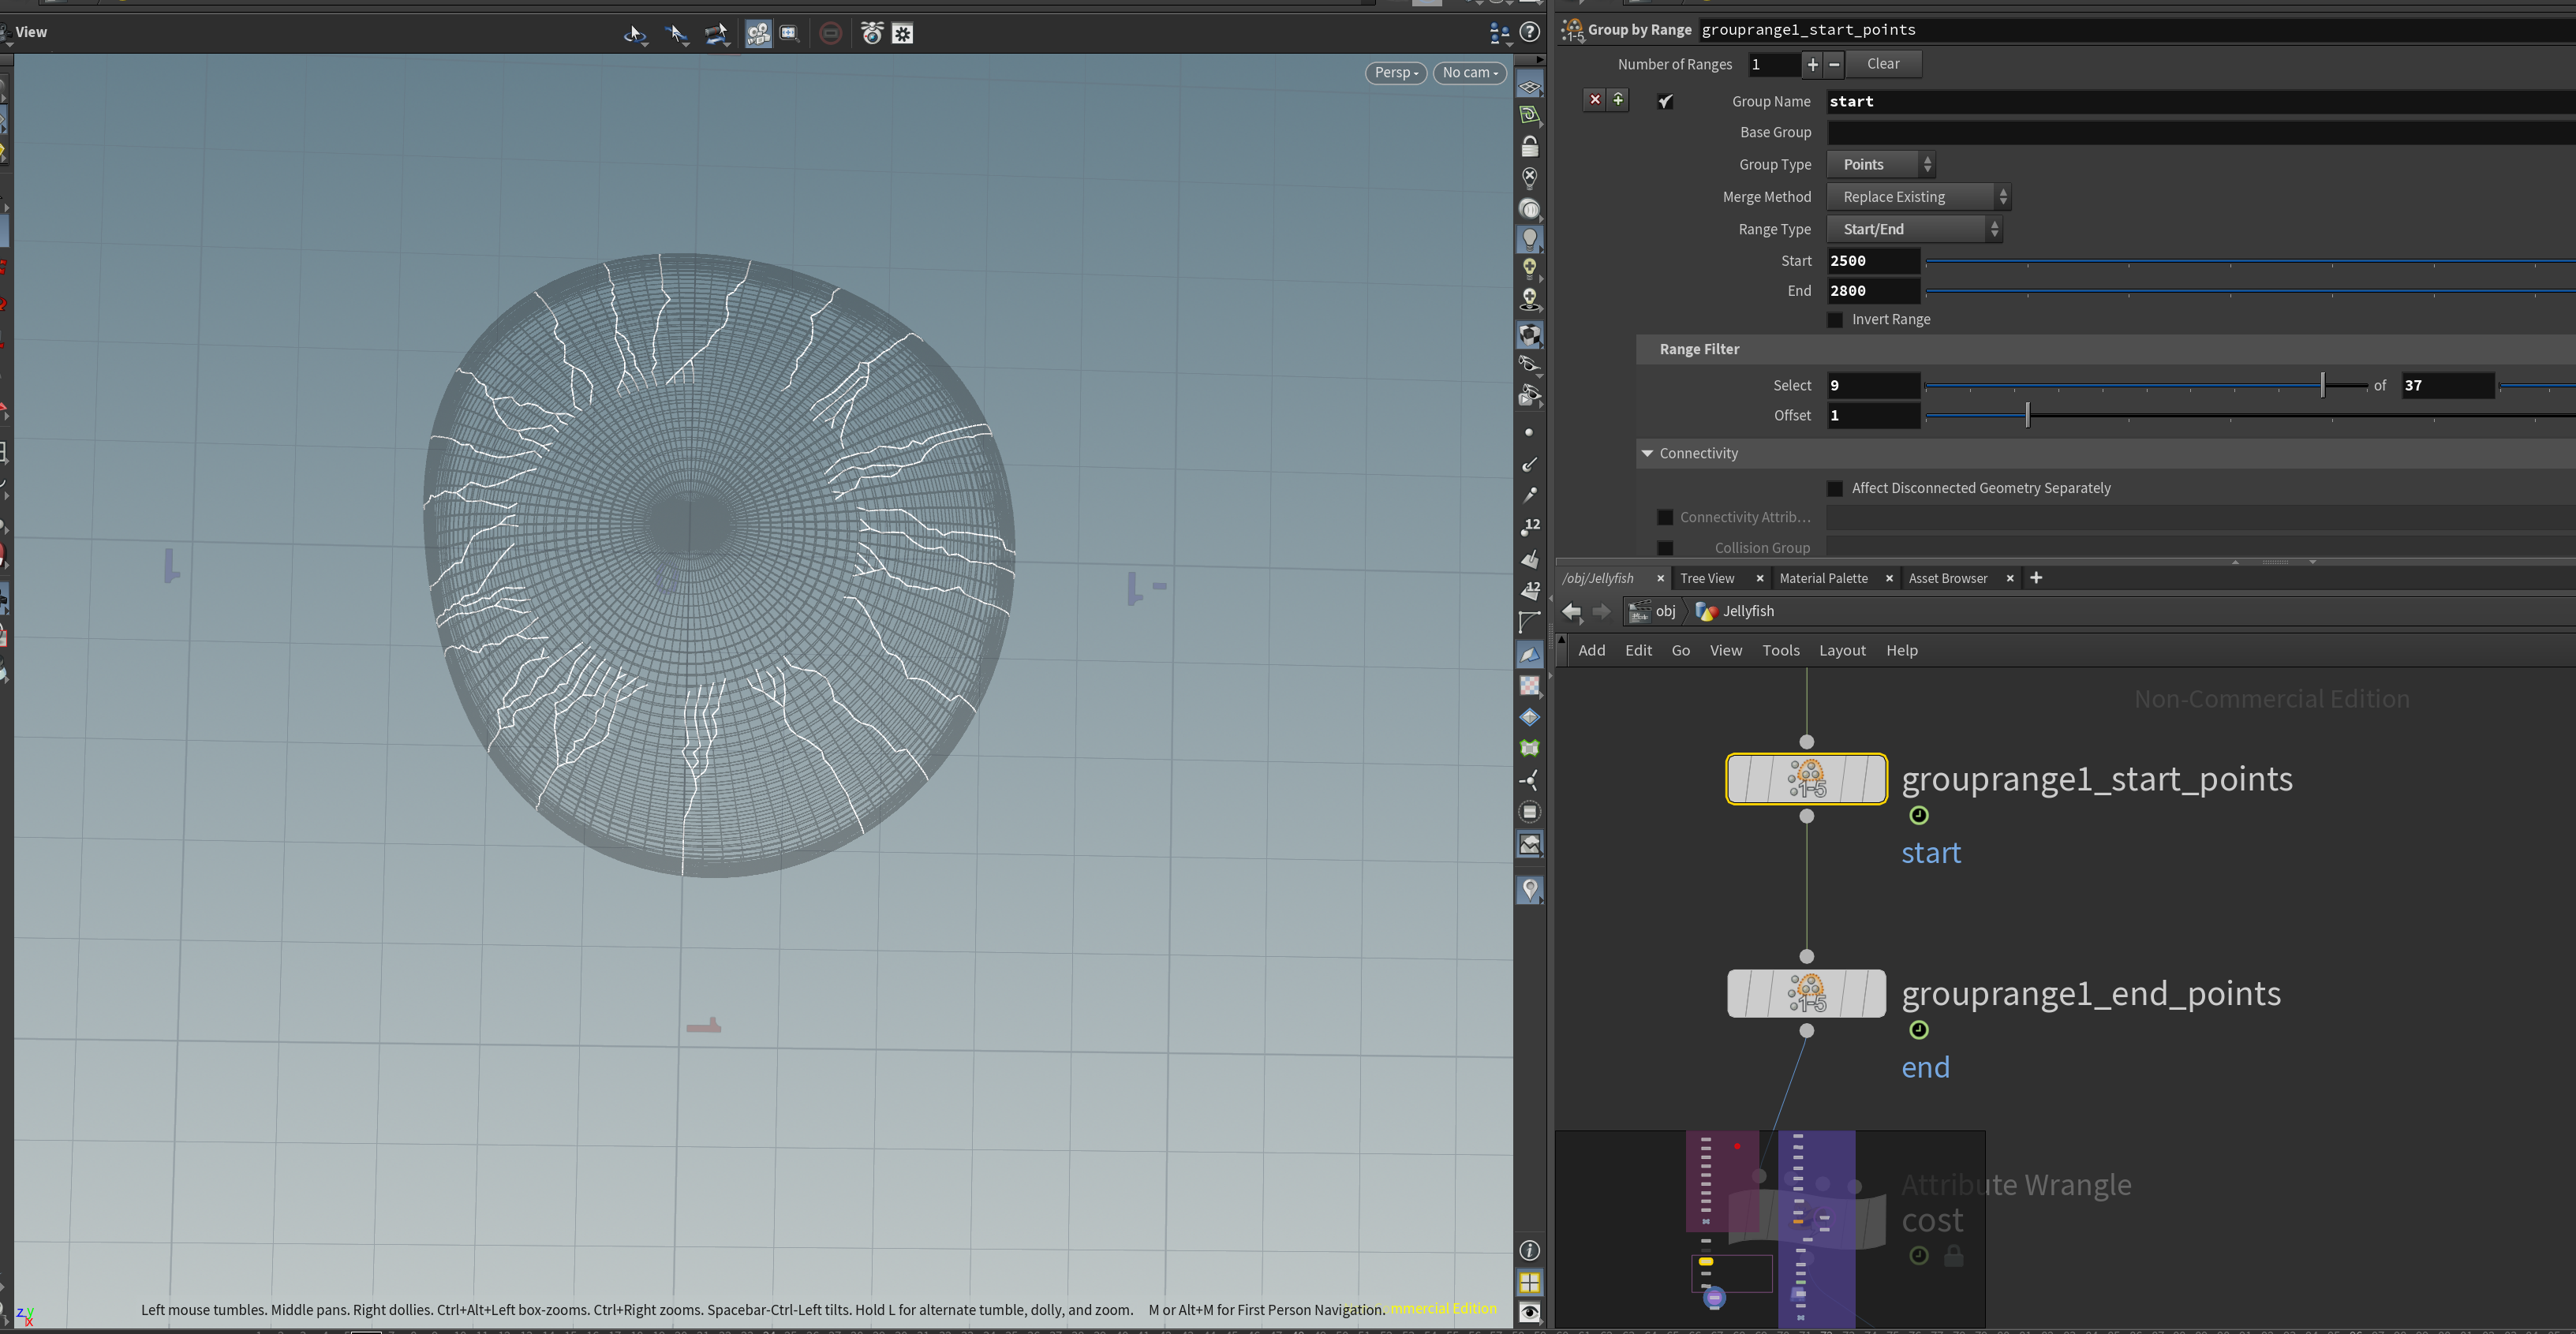 View
Persp
No cam
Group by Range grouprange1_start_points
Number of Ranges 1 Clear
Group Name start
Base Group
Group Type Points
Merge Method Replace Existing
Range Type Start/End
Start 2500
End 2800
Invert Range
Range Filter
Select 9 of 37
Offset 1
Connectivity
Affect Disconnected Geometry Separately
Connectivity Attrib...
Collision Group
/obj/Jellyfish Tree View Material Palette Asset Browser
obj Jellyfish
Add Edit Go View Tools Layout Help
Non-Commercial Edition
grouprange1_start_points
start
grouprange1_end_points
end
Attribute Wrangle
cost
12
12
1
-1
1
z y x
Left mouse tumbles. Middle pans. Right dollies. Ctrl+Alt+Left box-zooms. Ctrl+Right zooms. Spacebar-Ctrl-Left tilts. Hold L for alternate tumble, dolly, and zoom. M or Alt+M for First Person Navigation.
mmercial Edition